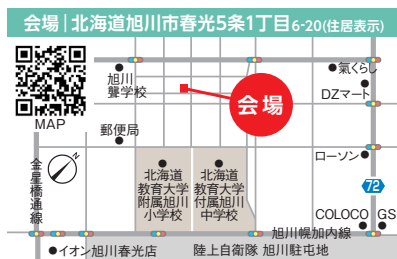 会場｜北海道旭川市春光5条1丁目6-20(住居表示)
MAP
旭川
聾学校
氣くらし
DZマート
会場
郵便局
金星橋通線
N
ローソン
北海道
教育大学
附属旭川
小学校
北海道
教育大学
付属旭川
中学校
72
COLOCO
GS
旭川幌加内線
イオン旭川春光店
陸上自衛隊 旭川駐屯地